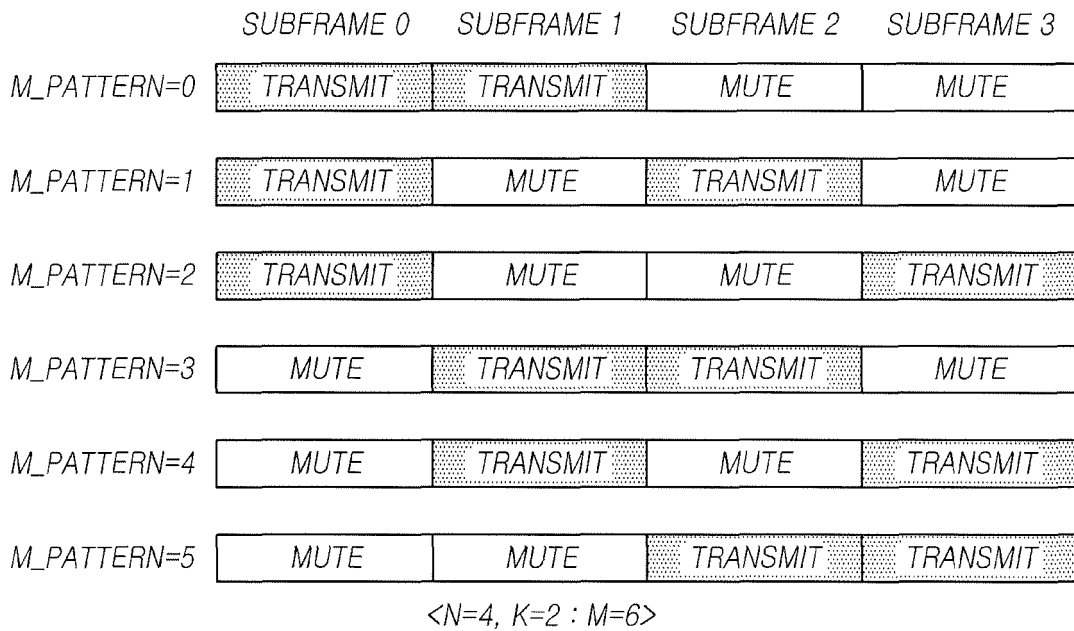 SUBFRAME 0 SUBFRAME 1 SUBFRAME 2 SUBFRAME 3
M_PATTERN=0 TRANSMIT TRANSMIT MUTE MUTE
M_PATTERN=1 TRANSMIT MUTE TRANSMIT MUTE
M_PATTERN=2 TRANSMIT MUTE MUTE TRANSMIT
M_PATTERN=3 MUTE TRANSMIT TRANSMIT MUTE
M_PATTERN=4 MUTE TRANSMIT MUTE TRANSMIT
M_PATTERN=5 MUTE MUTE TRANSMIT TRANSMIT
<N=4, K=2 : M=6>